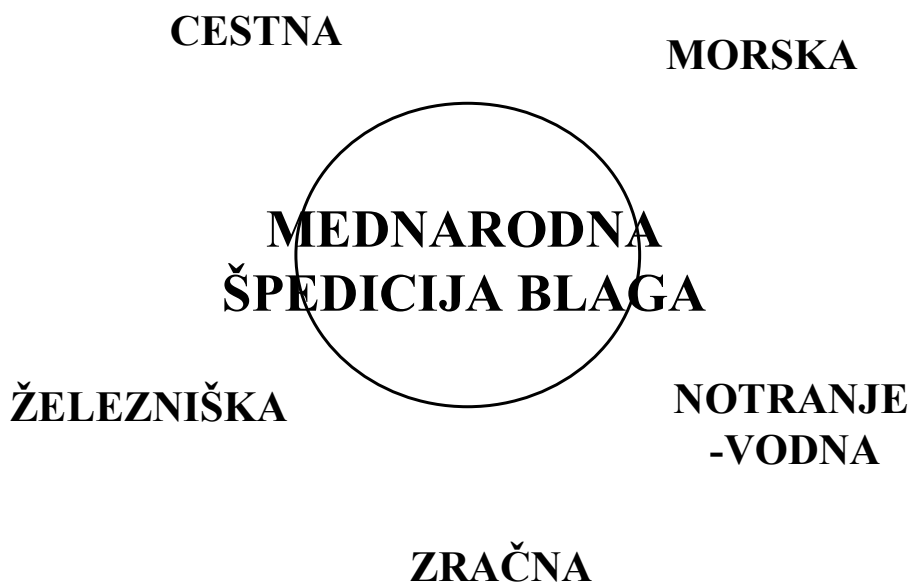 CESTNA
MORSKA
MEDNARODNA
ŠPEDICIJA BLAGA
ŽELEZNIŠKA
NOTRANJE
-VODNA
ZRAČNA